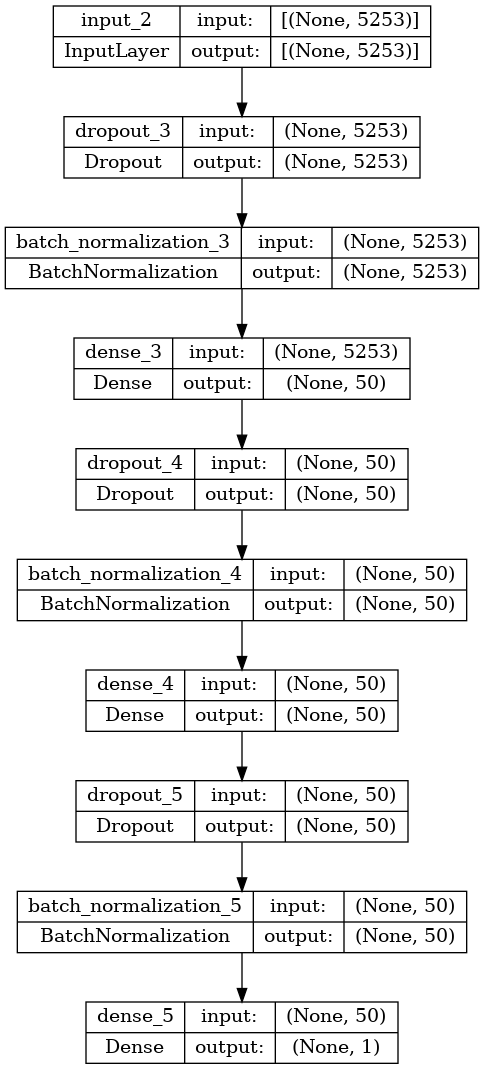 input_2 input: [(None, 5253)]
InputLayer output: [(None, 5253)]
dropout_3 input: (None, 5253)
Dropout output: (None, 5253)
batch_normalization_3 input: (None, 5253)
BatchNormalization output: (None, 5253)
dense_3 input: (None, 5253)
Dense output: (None, 50)
dropout_4 input: (None, 50)
Dropout output: (None, 50)
batch_normalization_4 input: (None, 50)
BatchNormalization output: (None, 50)
dense_4 input: (None, 50)
Dense output: (None, 50)
dropout_5 input: (None, 50)
Dropout output: (None, 50)
batch_normalization_5 input: (None, 50)
BatchNormalization output: (None, 50)
dense_5 input: (None, 50)
Dense output: (None, 1)